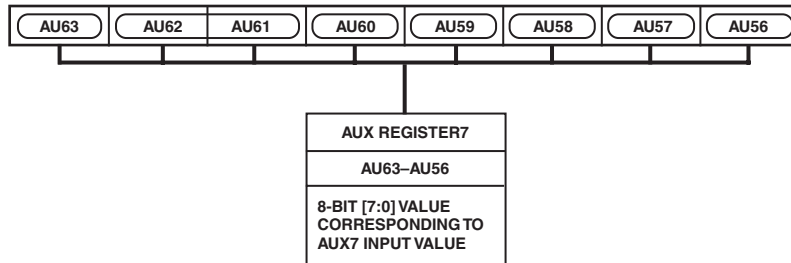 AU63 AU62 AU61 AU60 AU59 AU58 AU57 AU56
AUX REGISTER7
AU63–AU56
8-BIT [7:0] VALUE
CORRESPONDING TO
AUX7 INPUT VALUE